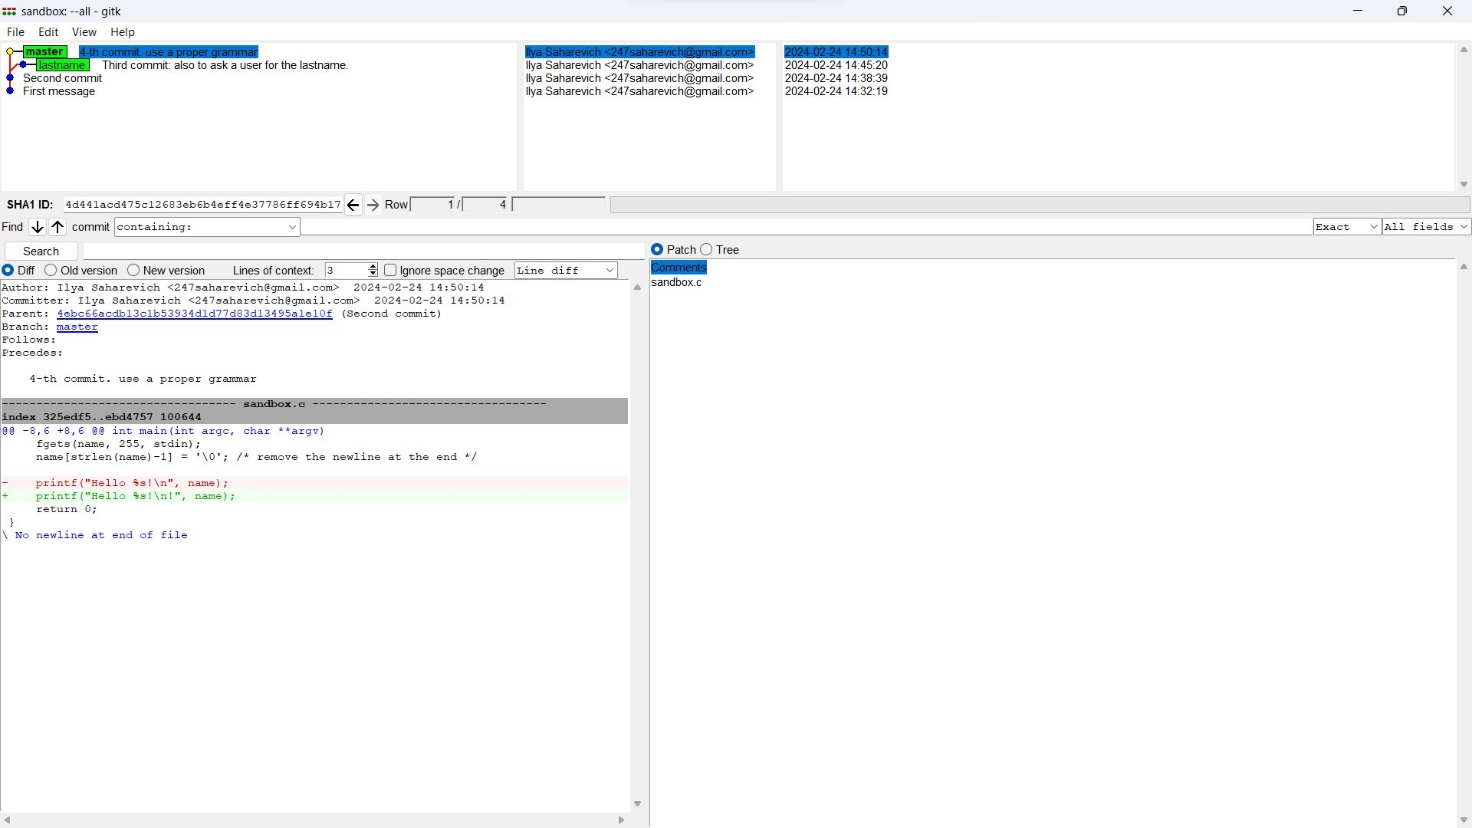 sandbox: --all - gitk
File Edit View Help
master 4-th commit. use a proper grammar Ilya Saharevich <247saharevich@gmail.com> 2024-02-24 14:50:14
lastname Third commit: also to ask a user for the lastname. Ilya Saharevich <247saharevich@gmail.com> 2024-02-24 14:45:20
Second commit Ilya Saharevich <247saharevich@gmail.com> 2024-02-24 14:38:39
First message Ilya Saharevich <247saharevich@gmail.com> 2024-02-24 14:32:19
SHA1 ID: 4d441acd475c12683eb6b4eff4e37786ff694b17 Row 1 / 4
Find commit containing: Exact All fields
Search
Patch Tree
Diff Old version New version Lines of context: 3 Ignore space change Line diff
Comments
sandbox.c
Author: Ilya Saharevich <247saharevich@gmail.com> 2024-02-24 14:50:14
Committer: Ilya Saharevich <247saharevich@gmail.com> 2024-02-24 14:50:14
Parent: 4ebc66acdb13c1b53934d1d77d83d13495a1e10f (Second commit)
Branch: master
Follows:
Precedes:
4-th commit. use a proper grammar
---------------------------------- sandbox.c ----------------------------------
index 325edf5..ebd4757 100644
@@ -8,6 +8,6 @@ int main(int argc, char **argv)
fgets(name, 255, stdin);
name[strlen(name)-1] = '\0'; /* remove the newline at the end */
- printf("Hello %s!\n", name);
+ printf("Hello %s!\n!", name);
return 0;
}
\ No newline at end of file